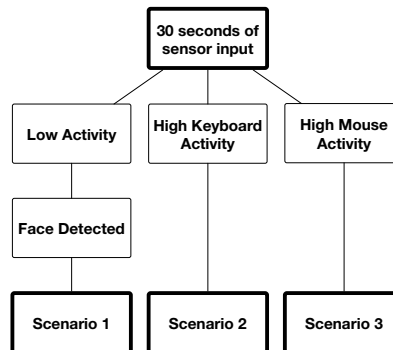 30 seconds of
sensor input
Low Activity
High Keyboard
Activity
High Mouse
Activity
Face Detected
Scenario 1
Scenario 2
Scenario 3